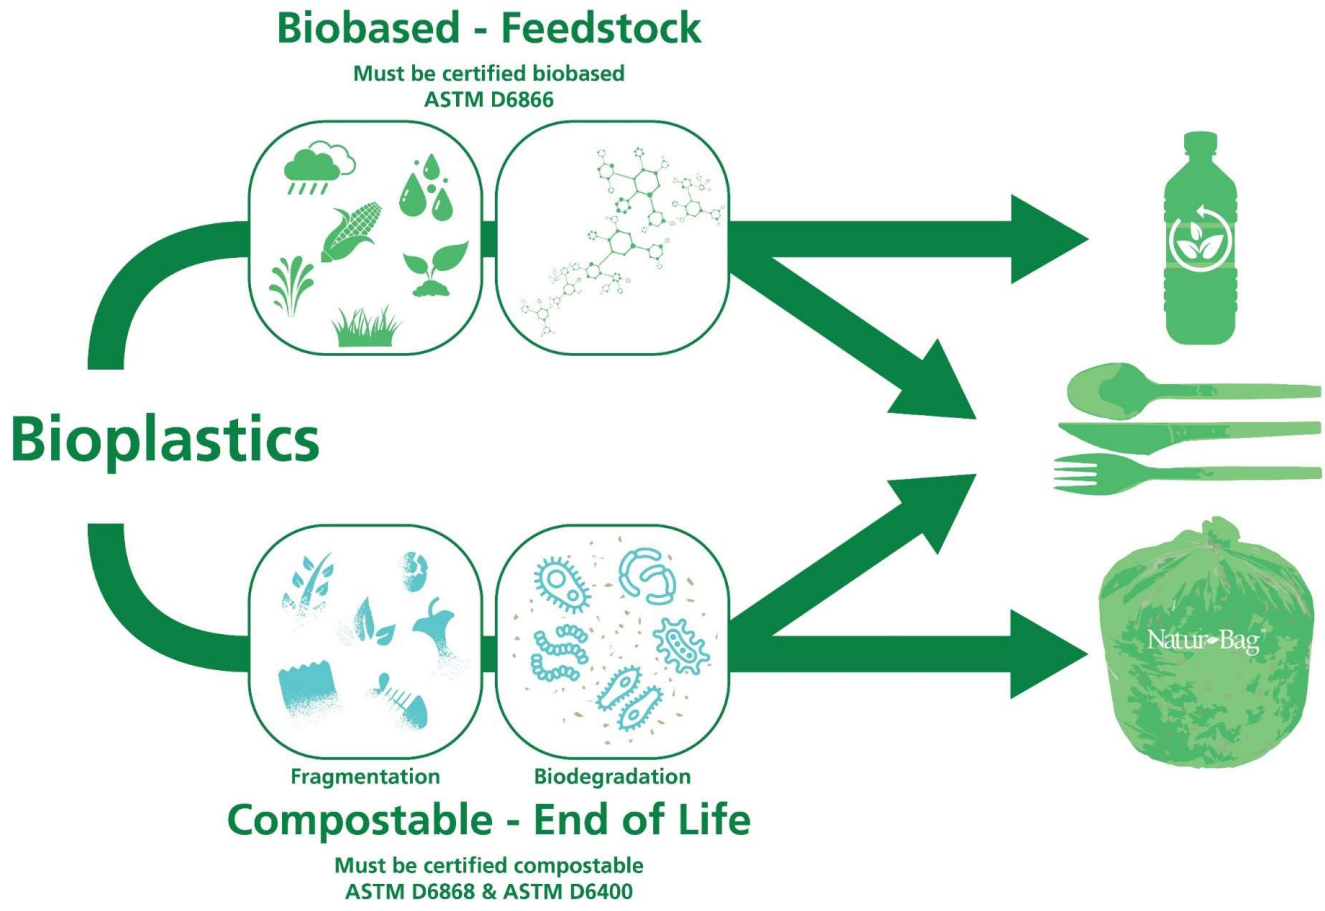 Biobased - Feedstock
Must be certified biobased
ASTM D6866
Bioplastics
Natur-Bag
Fragmentation
Biodegradation
Compostable - End of Life
Must be certified compostable
ASTM D6868 & ASTM D6400